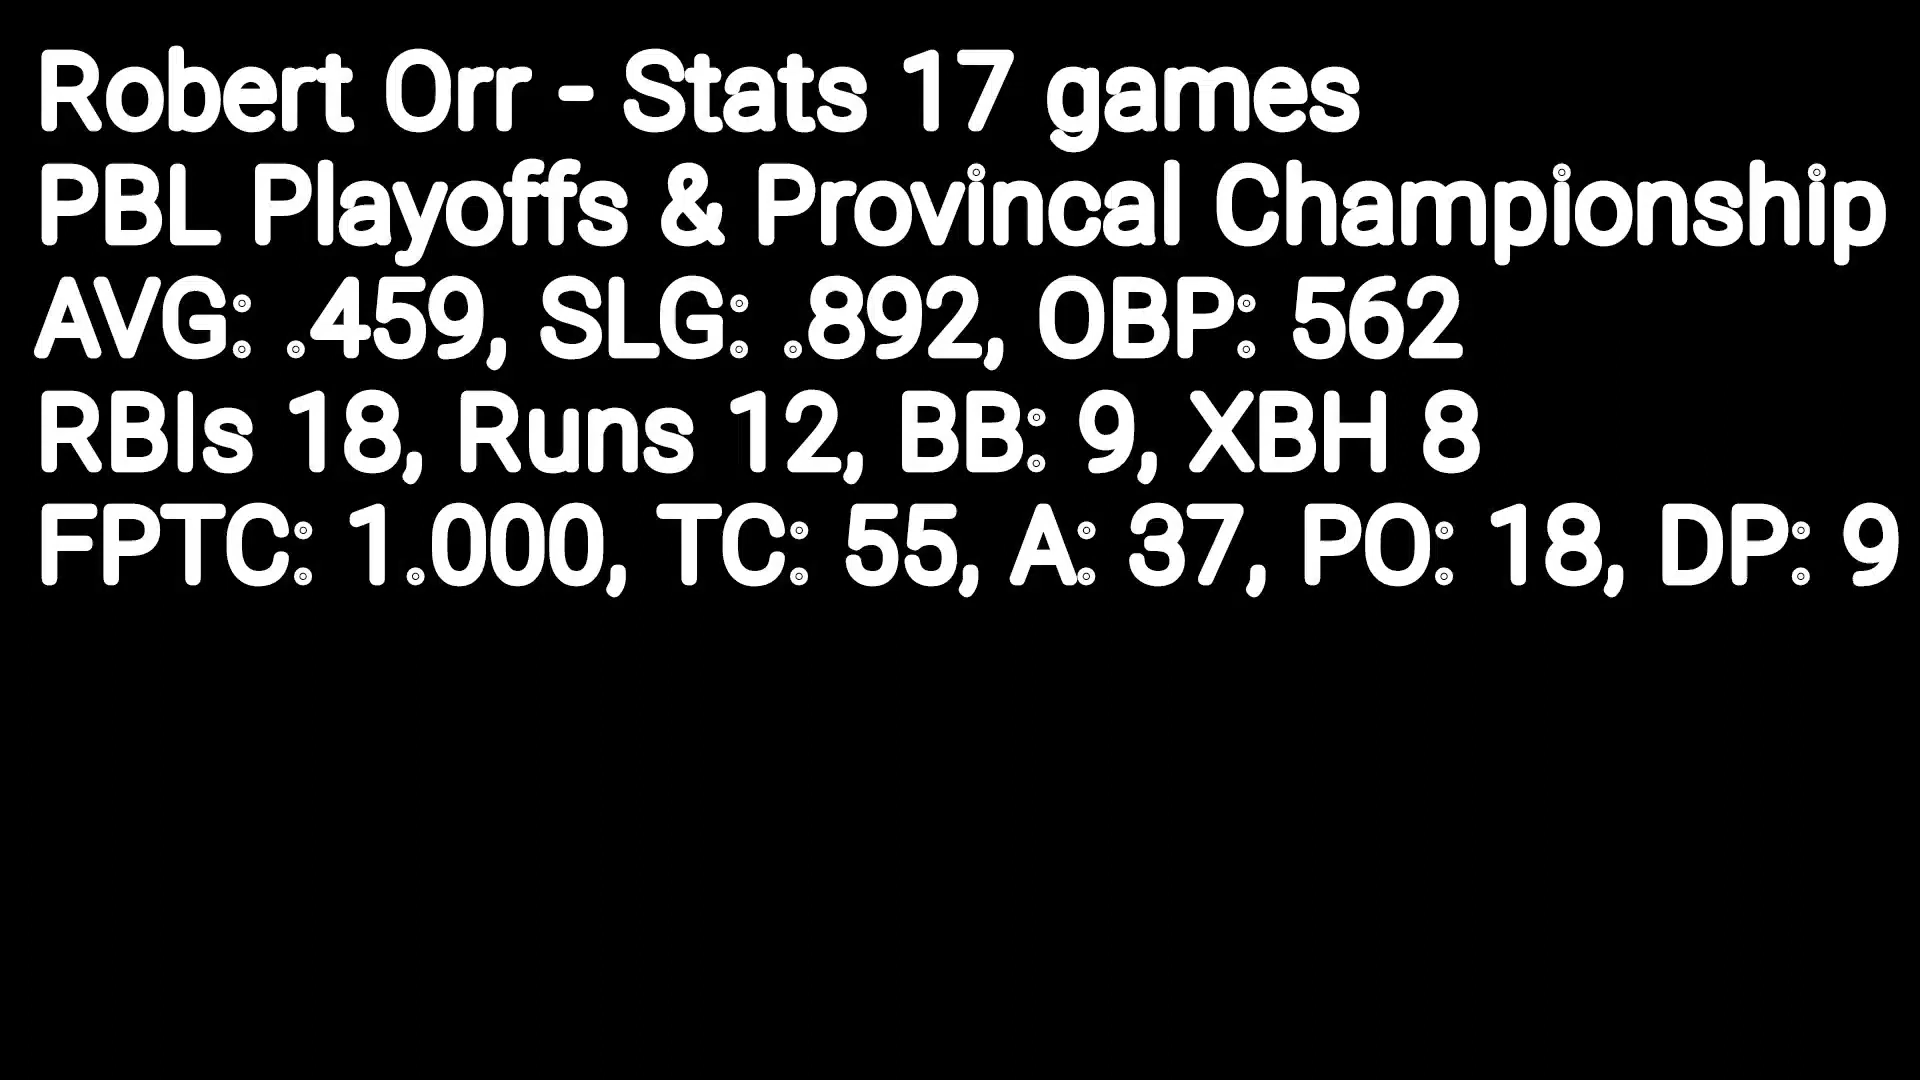 Robert Orr - Stats 17 games
PBL Playoffs & Provincal Championship
AVG: .459, SLG: .892, OBP: 562
RBIs 18, Runs 12, BB: 9, XBH 8
FPTC: 1.000, TC: 55, A: 37, PO: 18, DP: 9